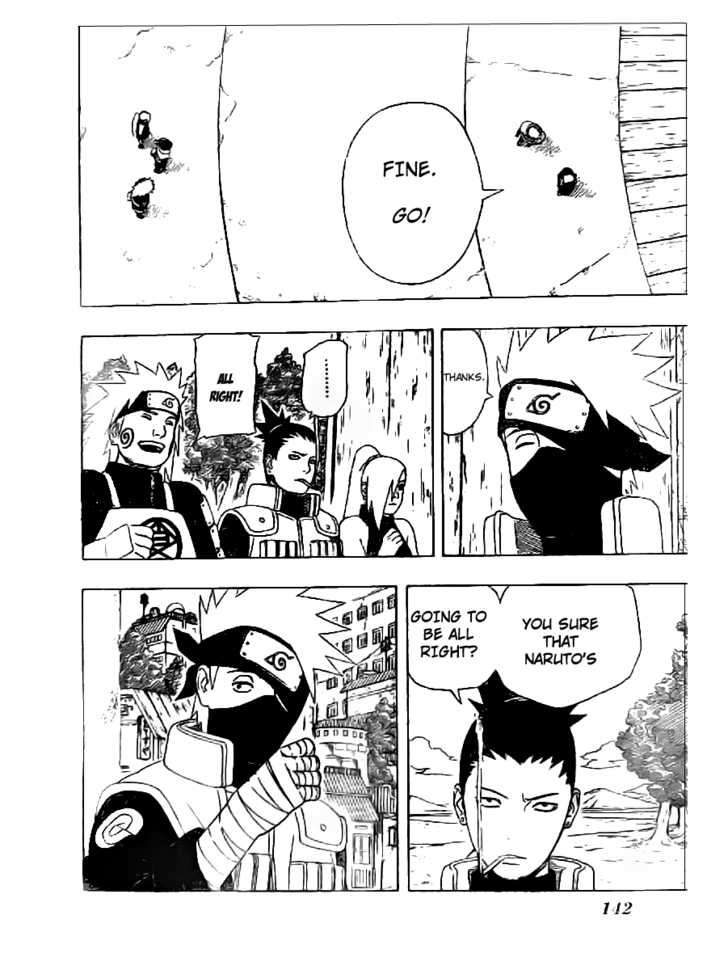 FINE.
GO!
THANKS.
………
ALL
RIGHT!
YOU SURE
THAT
NARUTO'S
GOING TO
BE ALL
RIGHT?
142